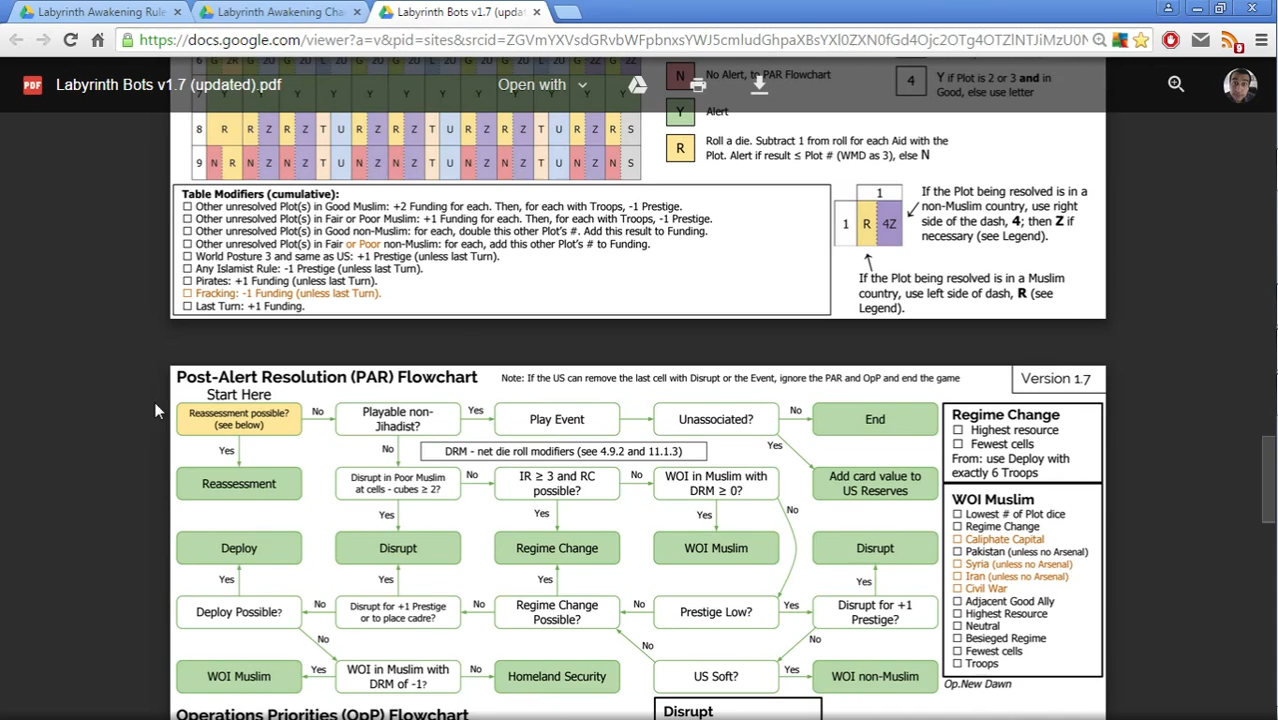 Labyrinth Awakening Rule
Labyrinth Awakening Cha
Labyrinth Bots v1.7 (updat
https://docs.google.com/viewer?a=v&pid=sites&srcid=
PDF Labyrinth Bots v1.7 (updated).pdf
Open with
N No Alert, to PAR Flowchart
Y Alert
R Roll a die. Subtract 1 from roll for each Aid with the
Plot. Alert if result ≤ Plot # (WMD as 3), else N
4 Y if Plot is 2 or 3 and in
Good, else use letter
Y Y Y Y Y Y Y Y Y Y Y Y
8 R R Z R Z T U R Z R Z T U R Z R Z T U R Z R S
9 N R N Z N Z T U N Z N Z T U N Z N Z T U N Z N S
Table Modifiers (cumulative):
Other unresolved Plot(s) in Good Muslim: +2 Funding for each. Then, for each with Troops, -1 Prestige.
Other unresolved Plot(s) in Fair or Poor Muslim: +1 Funding for each. Then, for each with Troops, -1 Prestige.
Other unresolved Plot(s) in Good non-Muslim: for each, double this other Plot's #. Add this result to Funding.
Other unresolved Plot(s) in Fair or Poor non-Muslim: for each, add this other Plot's # to Funding.
World Posture 3 and same as US: +1 Prestige (unless last Turn).
Any Islamist Rule: -1 Prestige (unless last Turn).
Pirates: +1 Funding (unless last Turn).
Fracking: -1 Funding (unless last Turn).
Last Turn: +1 Funding.
1
1 R 4Z
If the Plot being resolved is in a
non-Muslim country, use right
side of the dash, 4; then Z if
necessary (see Legend).
If the Plot being resolved is in a Muslim
country, use left side of dash, R (see
Legend).
Post-Alert Resolution (PAR) Flowchart
Note: If the US can remove the last cell with Disrupt or the Event, ignore the PAR and OpP and end the game
Version 1.7
Start Here
Reassessment possible?
(see below)
No
Playable non-
Jihadist?
Yes
Play Event
Unassociated?
No
End
Yes
No
DRM - net die roll modifiers (see 4.9.2 and 11.1.3)
Yes
Reassessment
Disrupt in Poor Muslim
at cells - cubes ≥ 2?
No
IR ≥ 3 and RC
possible?
No
WOI in Muslim with
DRM ≥ 0?
Add card value to
US Reserves
Yes
Yes
Yes
No
Deploy
Disrupt
Regime Change
WOI Muslim
Disrupt
Yes
Yes
Yes
Yes
Deploy Possible?
No
Disrupt for +1 Prestige
or to place cadre?
No
Regime Change
Possible?
No
Prestige Low?
Yes
Disrupt for +1
Prestige?
No
No
No
WOI Muslim
Yes
WOI in Muslim with
DRM of -1?
No
Homeland Security
US Soft?
Yes
WOI non-Muslim
Regime Change
Highest resource
Fewest cells
From: use Deploy with
exactly 6 Troops
WOI Muslim
Lowest # of Plot dice
Regime Change
Caliphate Capital
Pakistan (unless no Arsenal)
Syria (unless no Arsenal)
Iran (unless no Arsenal)
Civil War
Adjacent Good Ally
Highest Resource
Neutral
Besieged Regime
Fewest cells
Troops
Op.New Dawn
Operations Priorities (OpP) Flowchart
Disrupt